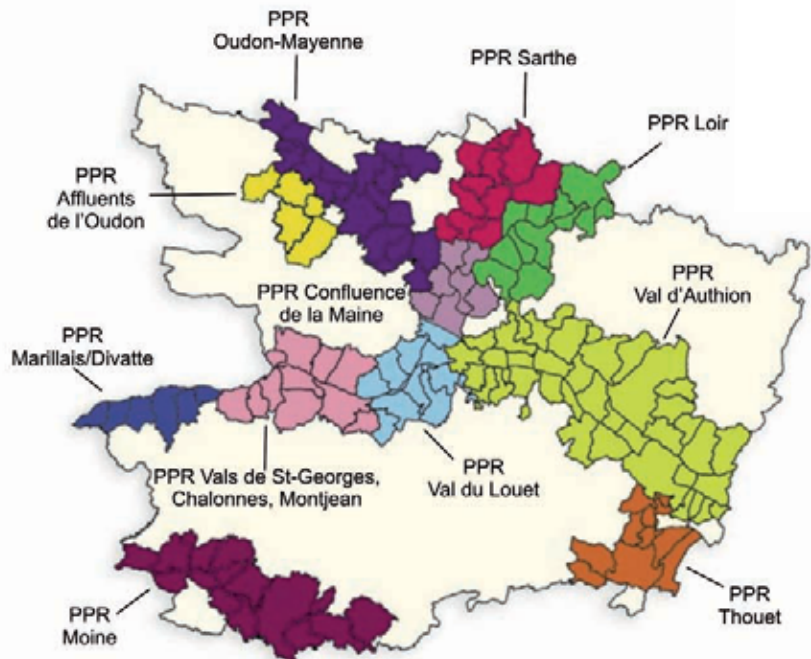 PPR
Oudon-Mayenne
PPR Sarthe
PPR Loir
PPR
Affluents
de l'Oudon
PPR Confluence
de la Maine
PPR
Val d'Authion
PPR
Marillais/Divatte
PPR Vals de St-Georges,
Chalonnes, Montjean
PPR
Val du Louet
PPR
Moine
PPR
Thouet